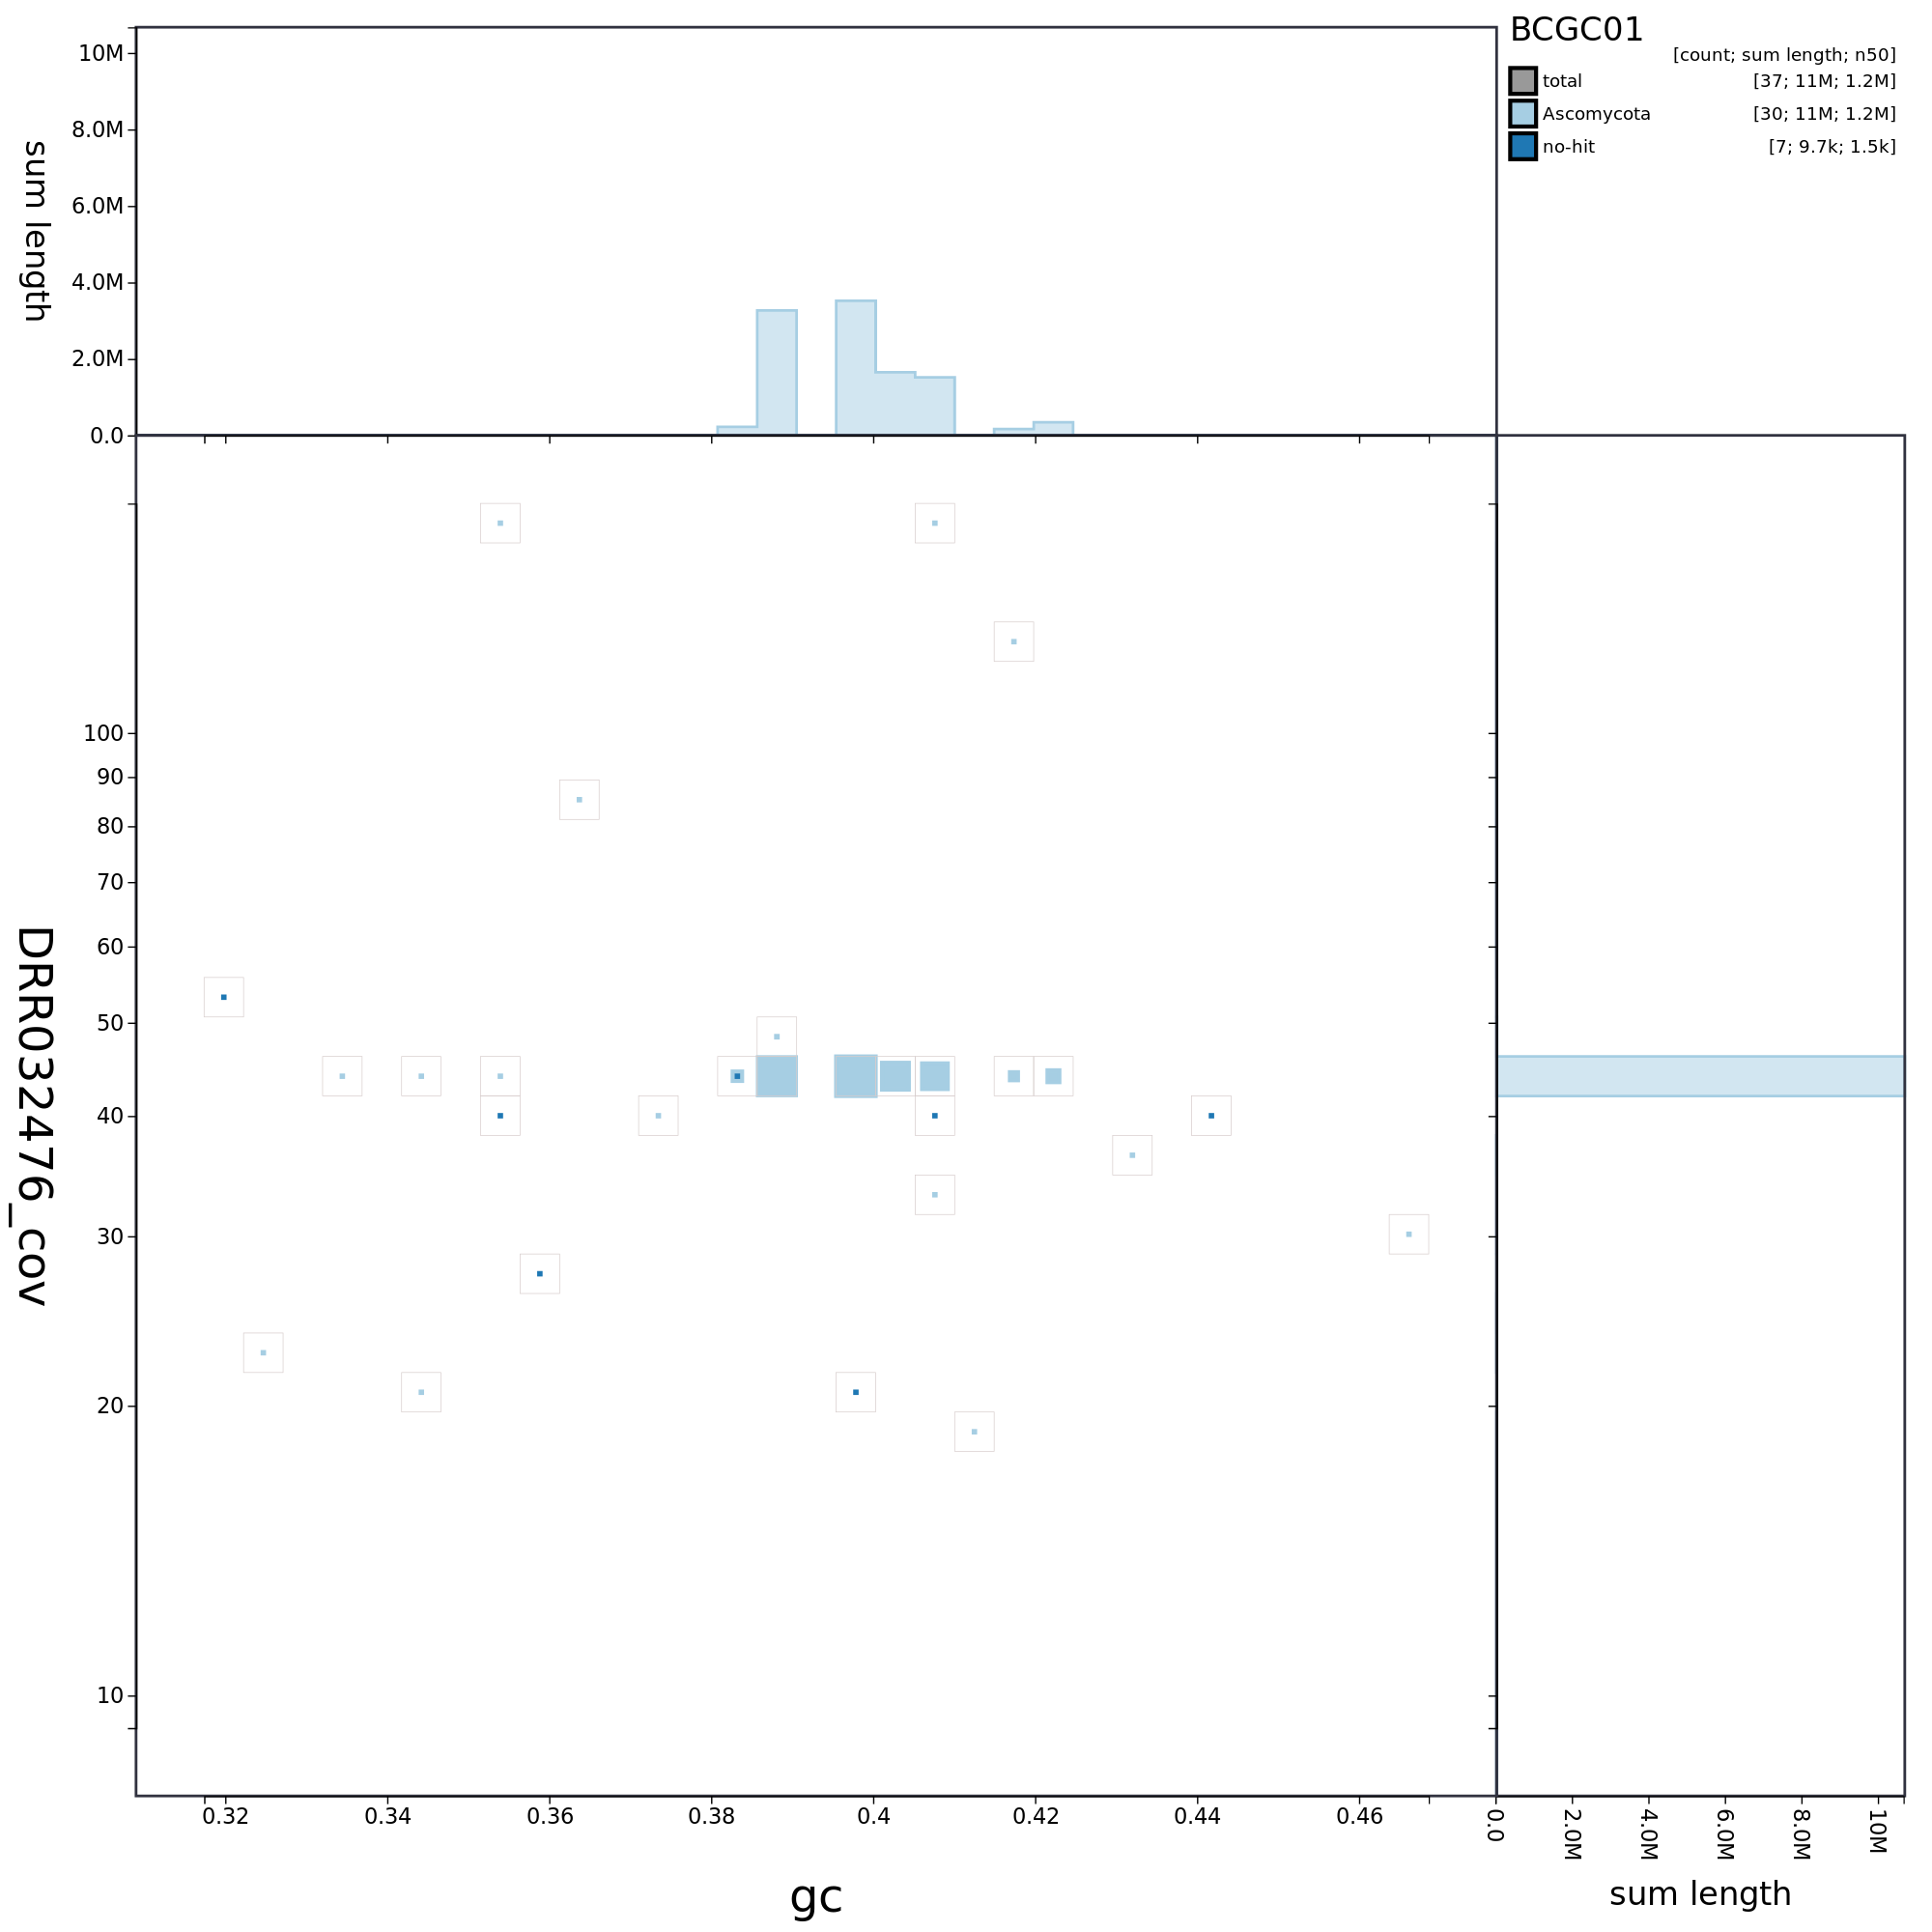 BCGC01
[count; sum length; n50]
total [37; 11M; 1.2M]
Ascomycota [30; 11M; 1.2M]
no-hit [7; 9.7k; 1.5k]
sum length
10M
8.0M
6.0M
4.0M
2.0M
0.0
DRR032476_cov
100
90
80
70
60
50
40
30
20
10
0.32 0.34 0.36 0.38 0.4 0.42 0.44 0.46
gc
0.0 2.0M 4.0M 6.0M 8.0M 10M
sum length